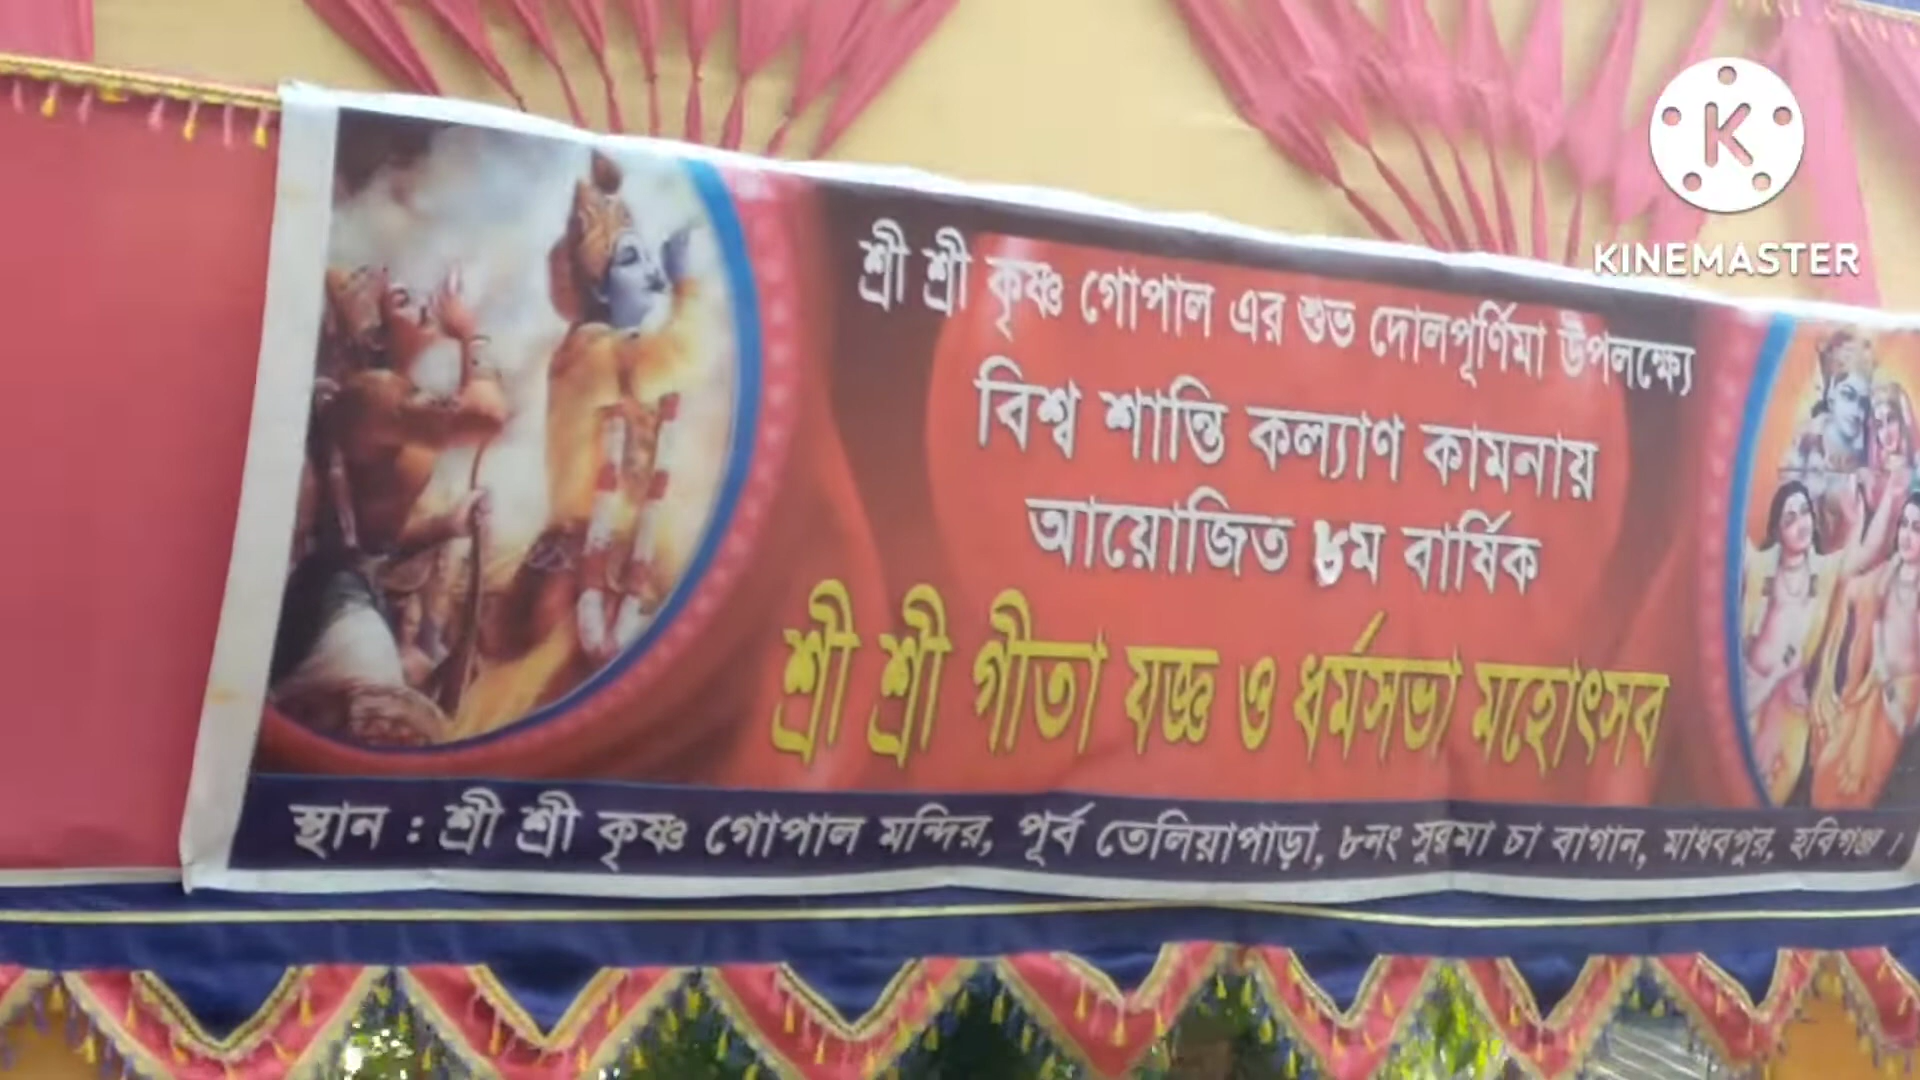 KINEMASTER
শ্রী শ্রী কৃষ্ণ গোপাল এর শুভ দোলপূর্ণিমা উপলক্ষ্যে
বিশ্ব শান্তি কল্যাণ কামনায়
আয়োজিত ৮ম বার্ষিক
শ্রী শ্রী গীতা যজ্ঞ ও ধর্মসভা মহোৎসব
স্থান : শ্রী শ্রী কৃষ্ণ গোপাল মন্দির, পূর্ব তেলিয়াপাড়া, ৮নং সুরমা চা বাগান, মাধবপুর, হবিগঞ্জ।